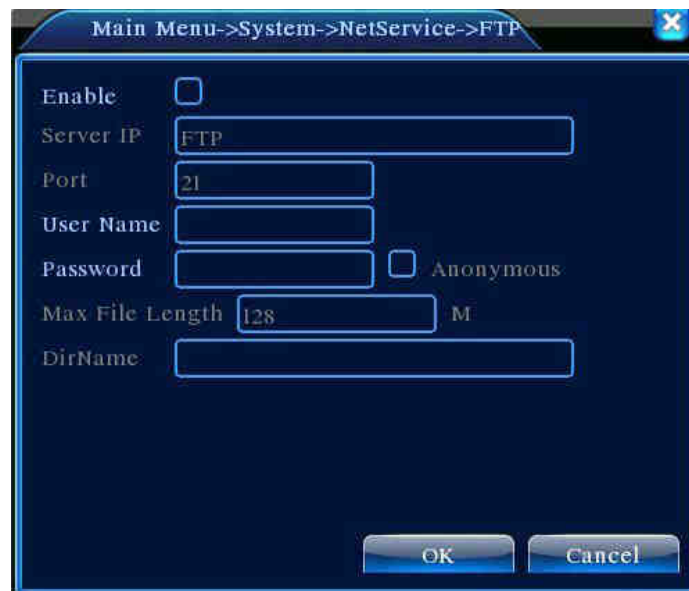 Main Menu->System->NetService->FTP
Enable
Server IP FTP
Port 21
User Name
Password Anonymous
Max File Length 128 M
DirName
OK Cancel